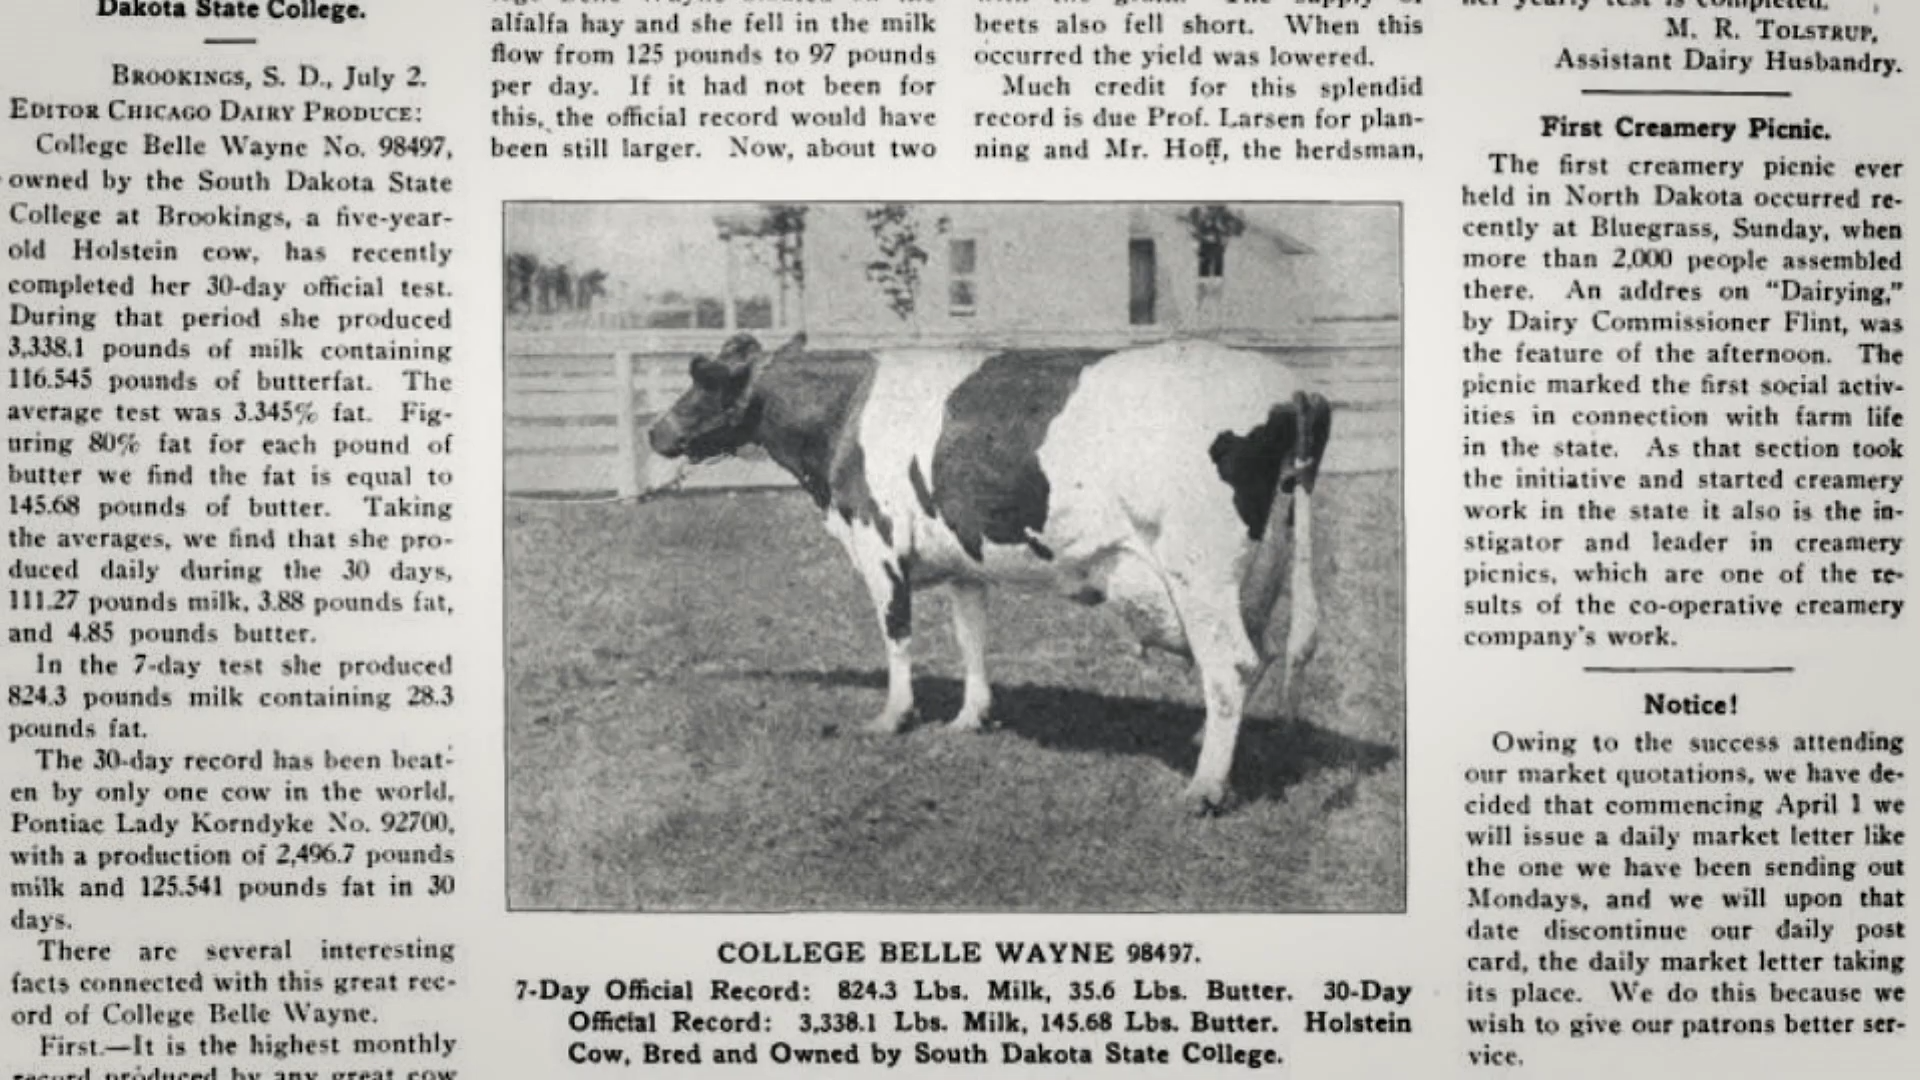 Dakota State College.
BROOKINGS, S. D., July 2.
EDITOR CHICAGO DAIRY PRODUCE:
College Belle Wayne No. 98497,
owned by the South Dakota State
College at Brookings, a five-year-
old Holstein cow, has recently
completed her 30-day official test.
During that period she produced
3,338.1 pounds of milk containing
116.545 pounds of butterfat. The
average test was 3.345% fat. Fig-
uring 80% fat for each pound of
butter we find the fat is equal to
145.68 pounds of butter. Taking
the averages, we find that she pro-
duced daily during the 30 days,
111.27 pounds milk, 3.88 pounds fat,
and 4.85 pounds butter.
In the 7-day test she produced
824.3 pounds milk containing 28.3
pounds fat.
The 30-day record has been beat-
en by only one cow in the world,
Pontiac Lady Korndyke No. 92700,
with a production of 2,496.7 pounds
milk and 125.541 pounds fat in 30
days.
There are several interesting
facts connected with this great rec-
ord of College Belle Wayne.
First.—It is the highest monthly
record produced by any great cow
alfalfa hay and she fell in the milk
flow from 125 pounds to 97 pounds
per day. If it had not been for
this, the official record would have
been still larger. Now, about two
beets also fell short. When this
occurred the yield was lowered.
Much credit for this splendid
record is due Prof. Larsen for plan-
ning and Mr. Hoff, the herdsman,
COLLEGE BELLE WAYNE 98497.
7-Day Official Record: 824.3 Lbs. Milk, 35.6 Lbs. Butter. 30-Day
Official Record: 3,338.1 Lbs. Milk, 145.68 Lbs. Butter. Holstein
Cow, Bred and Owned by South Dakota State College.
her yearly test is completed.
M. R. TOLSTRUP,
Assistant Dairy Husbandry.
First Creamery Picnic.
The first creamery picnic ever
held in North Dakota occurred re-
cently at Bluegrass, Sunday, when
more than 2,000 people assembled
there. An addres on “Dairying,”
by Dairy Commissioner Flint, was
the feature of the afternoon. The
picnic marked the first social activ-
ities in connection with farm life
in the state. As that section took
the initiative and started creamery
work in the state it also is the in-
stigator and leader in creamery
picnics, which are one of the re-
sults of the co-operative creamery
company's work.
Notice!
Owing to the success attending
our market quotations, we have de-
cided that commencing April 1 we
will issue a daily market letter like
the one we have been sending out
Mondays, and we will upon that
date discontinue our daily post
card, the daily market letter taking
its place. We do this because we
wish to give our patrons better ser-
vice.